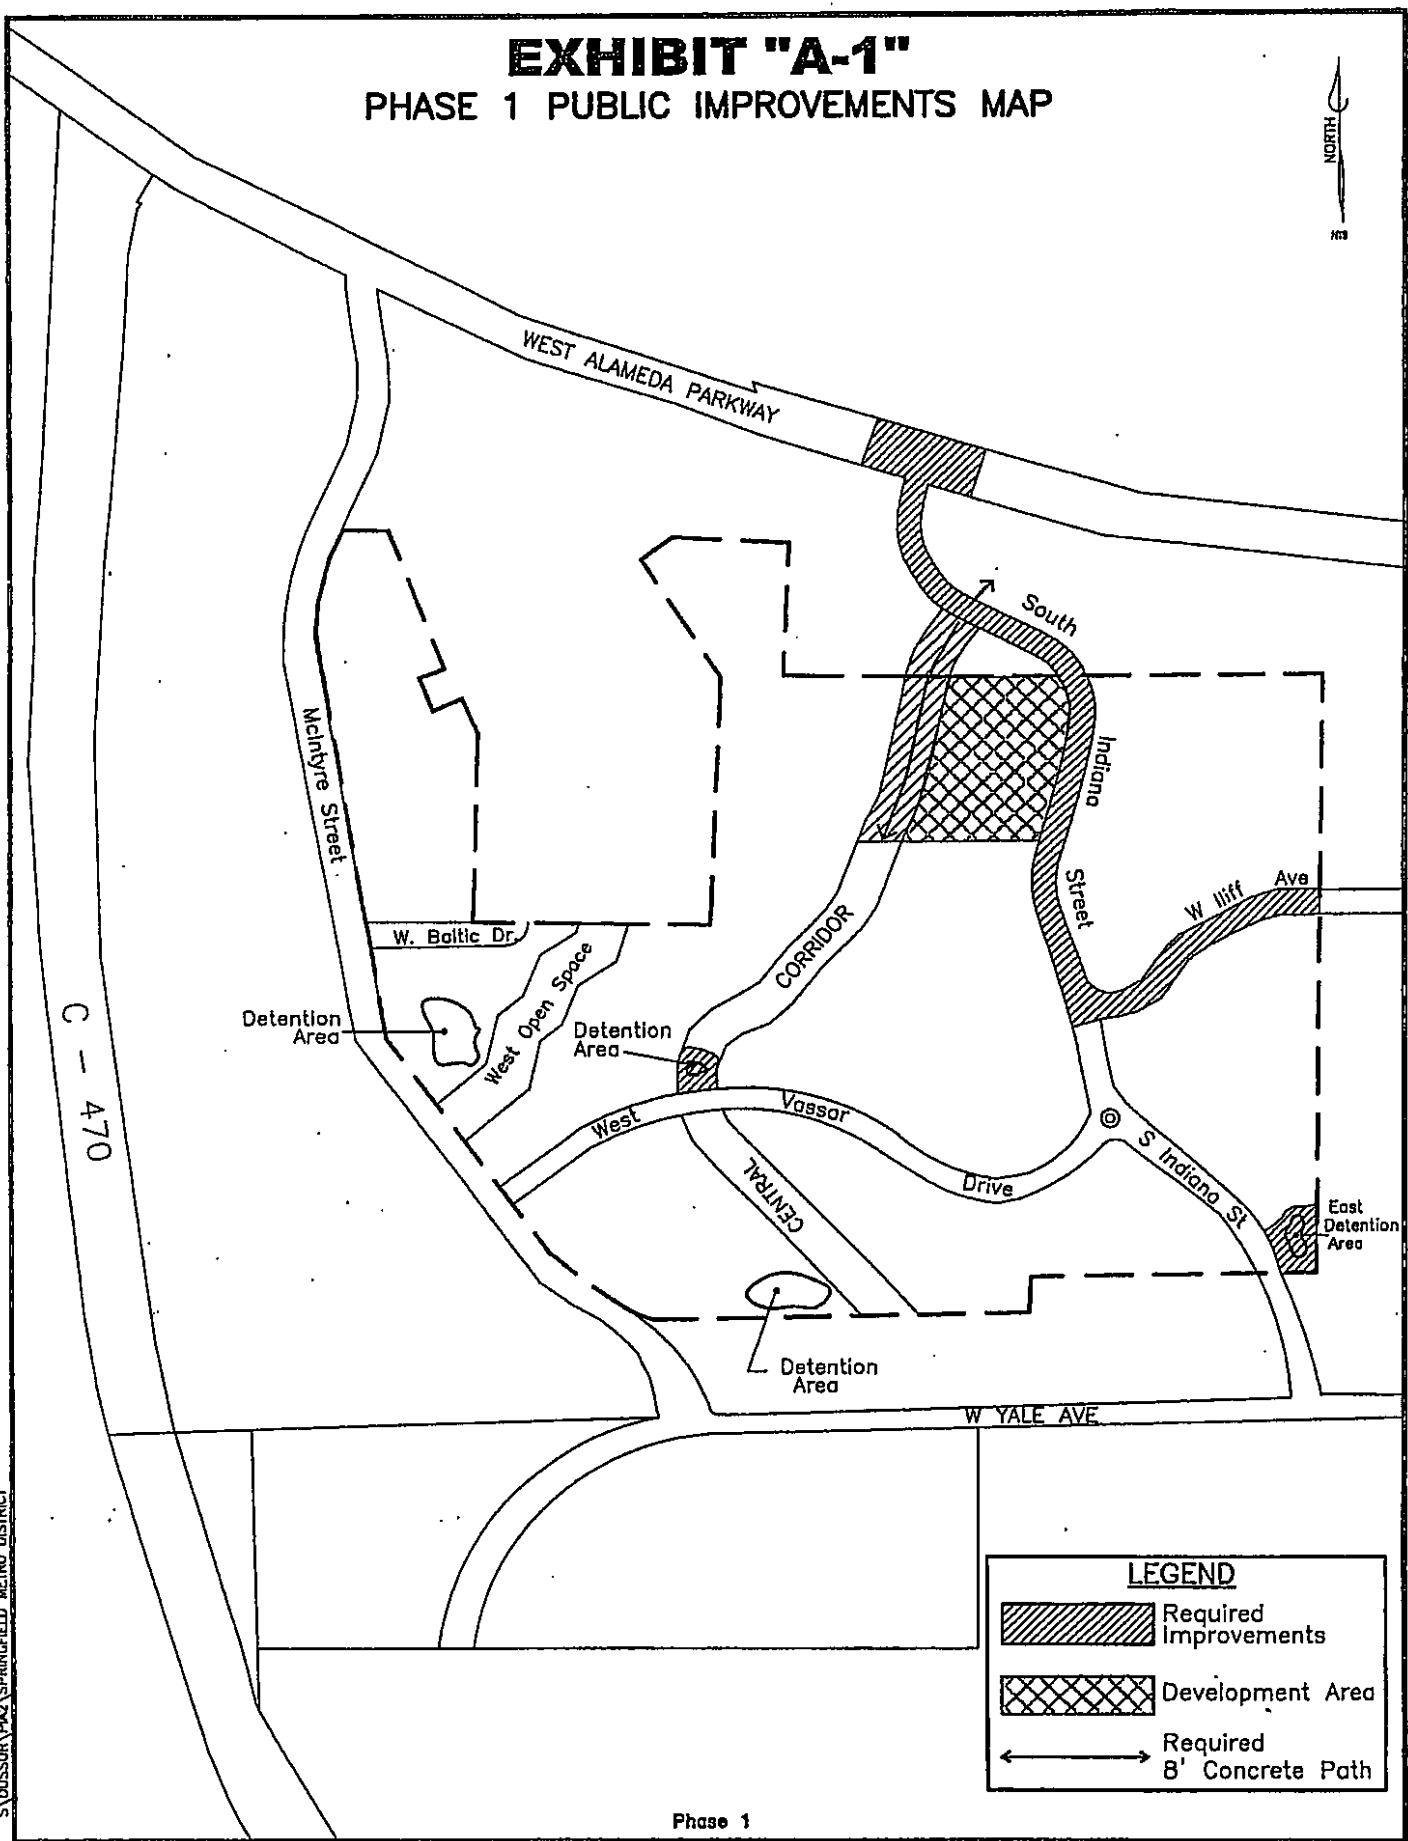 EXHIBIT "A-1"
PHASE 1 PUBLIC IMPROVEMENTS MAP
NORTH
NTS
WEST ALAMEDA PARKWAY
South
Indiana
Street
McIntyre Street
W Iliff Ave
W. Baltic Dr.
CORRIDOR
West Open Space
Detention
Area
Detention
Area
C - 470
West Vassar Drive
CENTRAL
S Indiana St
East
Detention
Area
Detention
Area
W YALE AVE
LEGEND
Required
Improvements
Development Area
Required
8' Concrete Path
Phase 1